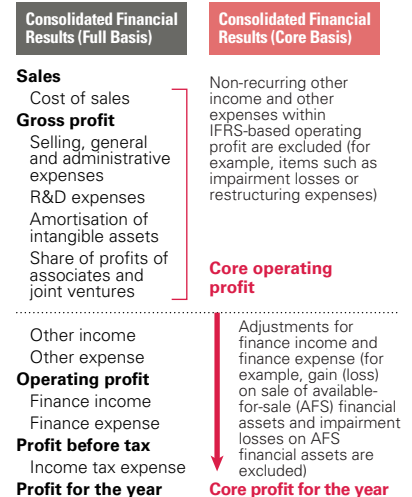 Consolidated Financial
Results (Full Basis)
Sales
Cost of sales
Gross profit
Selling, general
and administrative
expenses
R&D expenses
Amortisation of
intangible assets
Share of profits of
associates and
joint ventures
Other income
Other expense
Operating profit
Finance income
Finance expense
Profit before tax
Income tax expense
Profit for the year
Consolidated Financial
Results (Core Basis)
Non-recurring other
income and other
expenses within
IFRS-based operating
profit are excluded (for
example, items such as
impairment losses or
restructuring expenses)
Core operating
profit
Adjustments for
finance income and
finance expense (for
example, gain (loss)
on sale of available-
for-sale (AFS) financial
assets and impairment
losses on AFS
financial assets are
excluded)
Core profit for the year